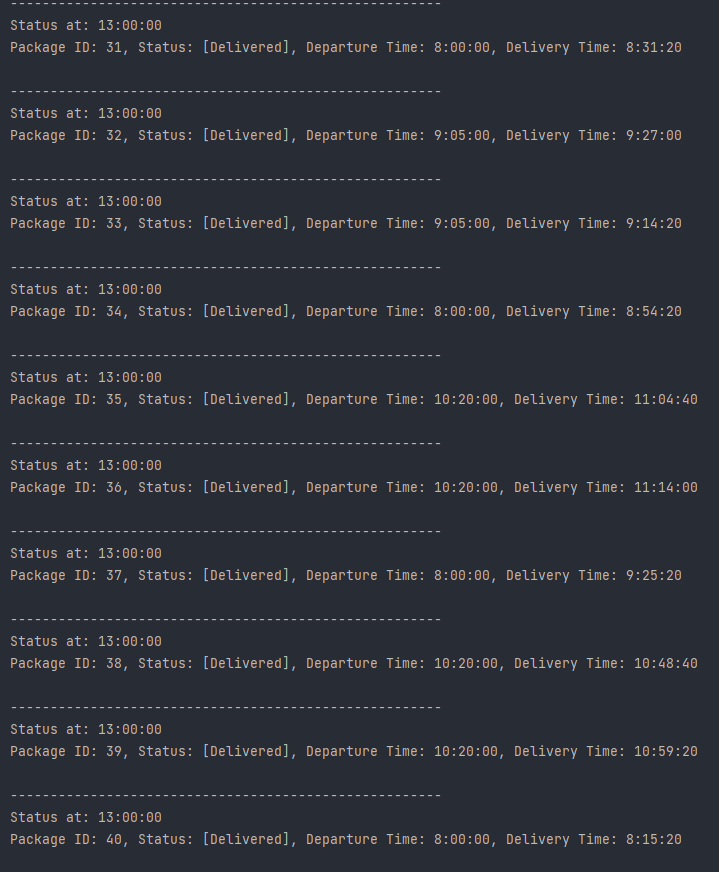 ------------------------------------------------------
Status at: 13:00:00
Package ID: 31, Status: [Delivered], Departure Time: 8:00:00, Delivery Time: 8:31:20
------------------------------------------------------
Status at: 13:00:00
Package ID: 32, Status: [Delivered], Departure Time: 9:05:00, Delivery Time: 9:27:00
------------------------------------------------------
Status at: 13:00:00
Package ID: 33, Status: [Delivered], Departure Time: 9:05:00, Delivery Time: 9:14:20
------------------------------------------------------
Status at: 13:00:00
Package ID: 34, Status: [Delivered], Departure Time: 8:00:00, Delivery Time: 8:54:20
------------------------------------------------------
Status at: 13:00:00
Package ID: 35, Status: [Delivered], Departure Time: 10:20:00, Delivery Time: 11:04:40
------------------------------------------------------
Status at: 13:00:00
Package ID: 36, Status: [Delivered], Departure Time: 10:20:00, Delivery Time: 11:14:00
------------------------------------------------------
Status at: 13:00:00
Package ID: 37, Status: [Delivered], Departure Time: 8:00:00, Delivery Time: 9:25:20
------------------------------------------------------
Status at: 13:00:00
Package ID: 38, Status: [Delivered], Departure Time: 10:20:00, Delivery Time: 10:48:40
------------------------------------------------------
Status at: 13:00:00
Package ID: 39, Status: [Delivered], Departure Time: 10:20:00, Delivery Time: 10:59:20
------------------------------------------------------
Status at: 13:00:00
Package ID: 40, Status: [Delivered], Departure Time: 8:00:00, Delivery Time: 8:15:20